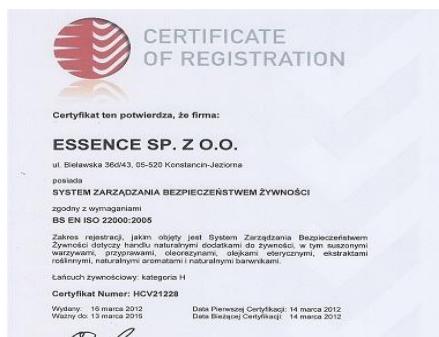 CERTIFICATE
OF REGISTRATION
Certyfikat ten potwierdza, że firma:
ESSENCE SP. Z O.O.
ul. Bielawska 36d/43, 05-520 Konstancin-Jeziorna
posiada
SYSTEM ZARZĄDZANIA BEZPIECZEŃSTWEM ŻYWNOŚCI
zgodny z wymaganiami
BS EN ISO 22000:2005
Zakres rejestracji, jakim objęty jest System Zarządzania Bezpieczeństwem
Żywności dotyczy handlu naturalnymi dodatkami do żywności, w tym suszonymi
warzywami, przyprawami, oleorezynami, olejkami eterycznymi, ekstraktami
roślinnymi, naturalnymi aromatami i naturalnymi barwnikami.
Łańcuch żywnościowy: kategoria H
Certyfikat Numer: HCV21228
Wydany: 16 marca 2012 Data Pierwszej Certyfikacji: 14 marca 2012
Ważny do: 13 marca 2015 Data Bieżącej Certyfikacji: 14 marca 2012